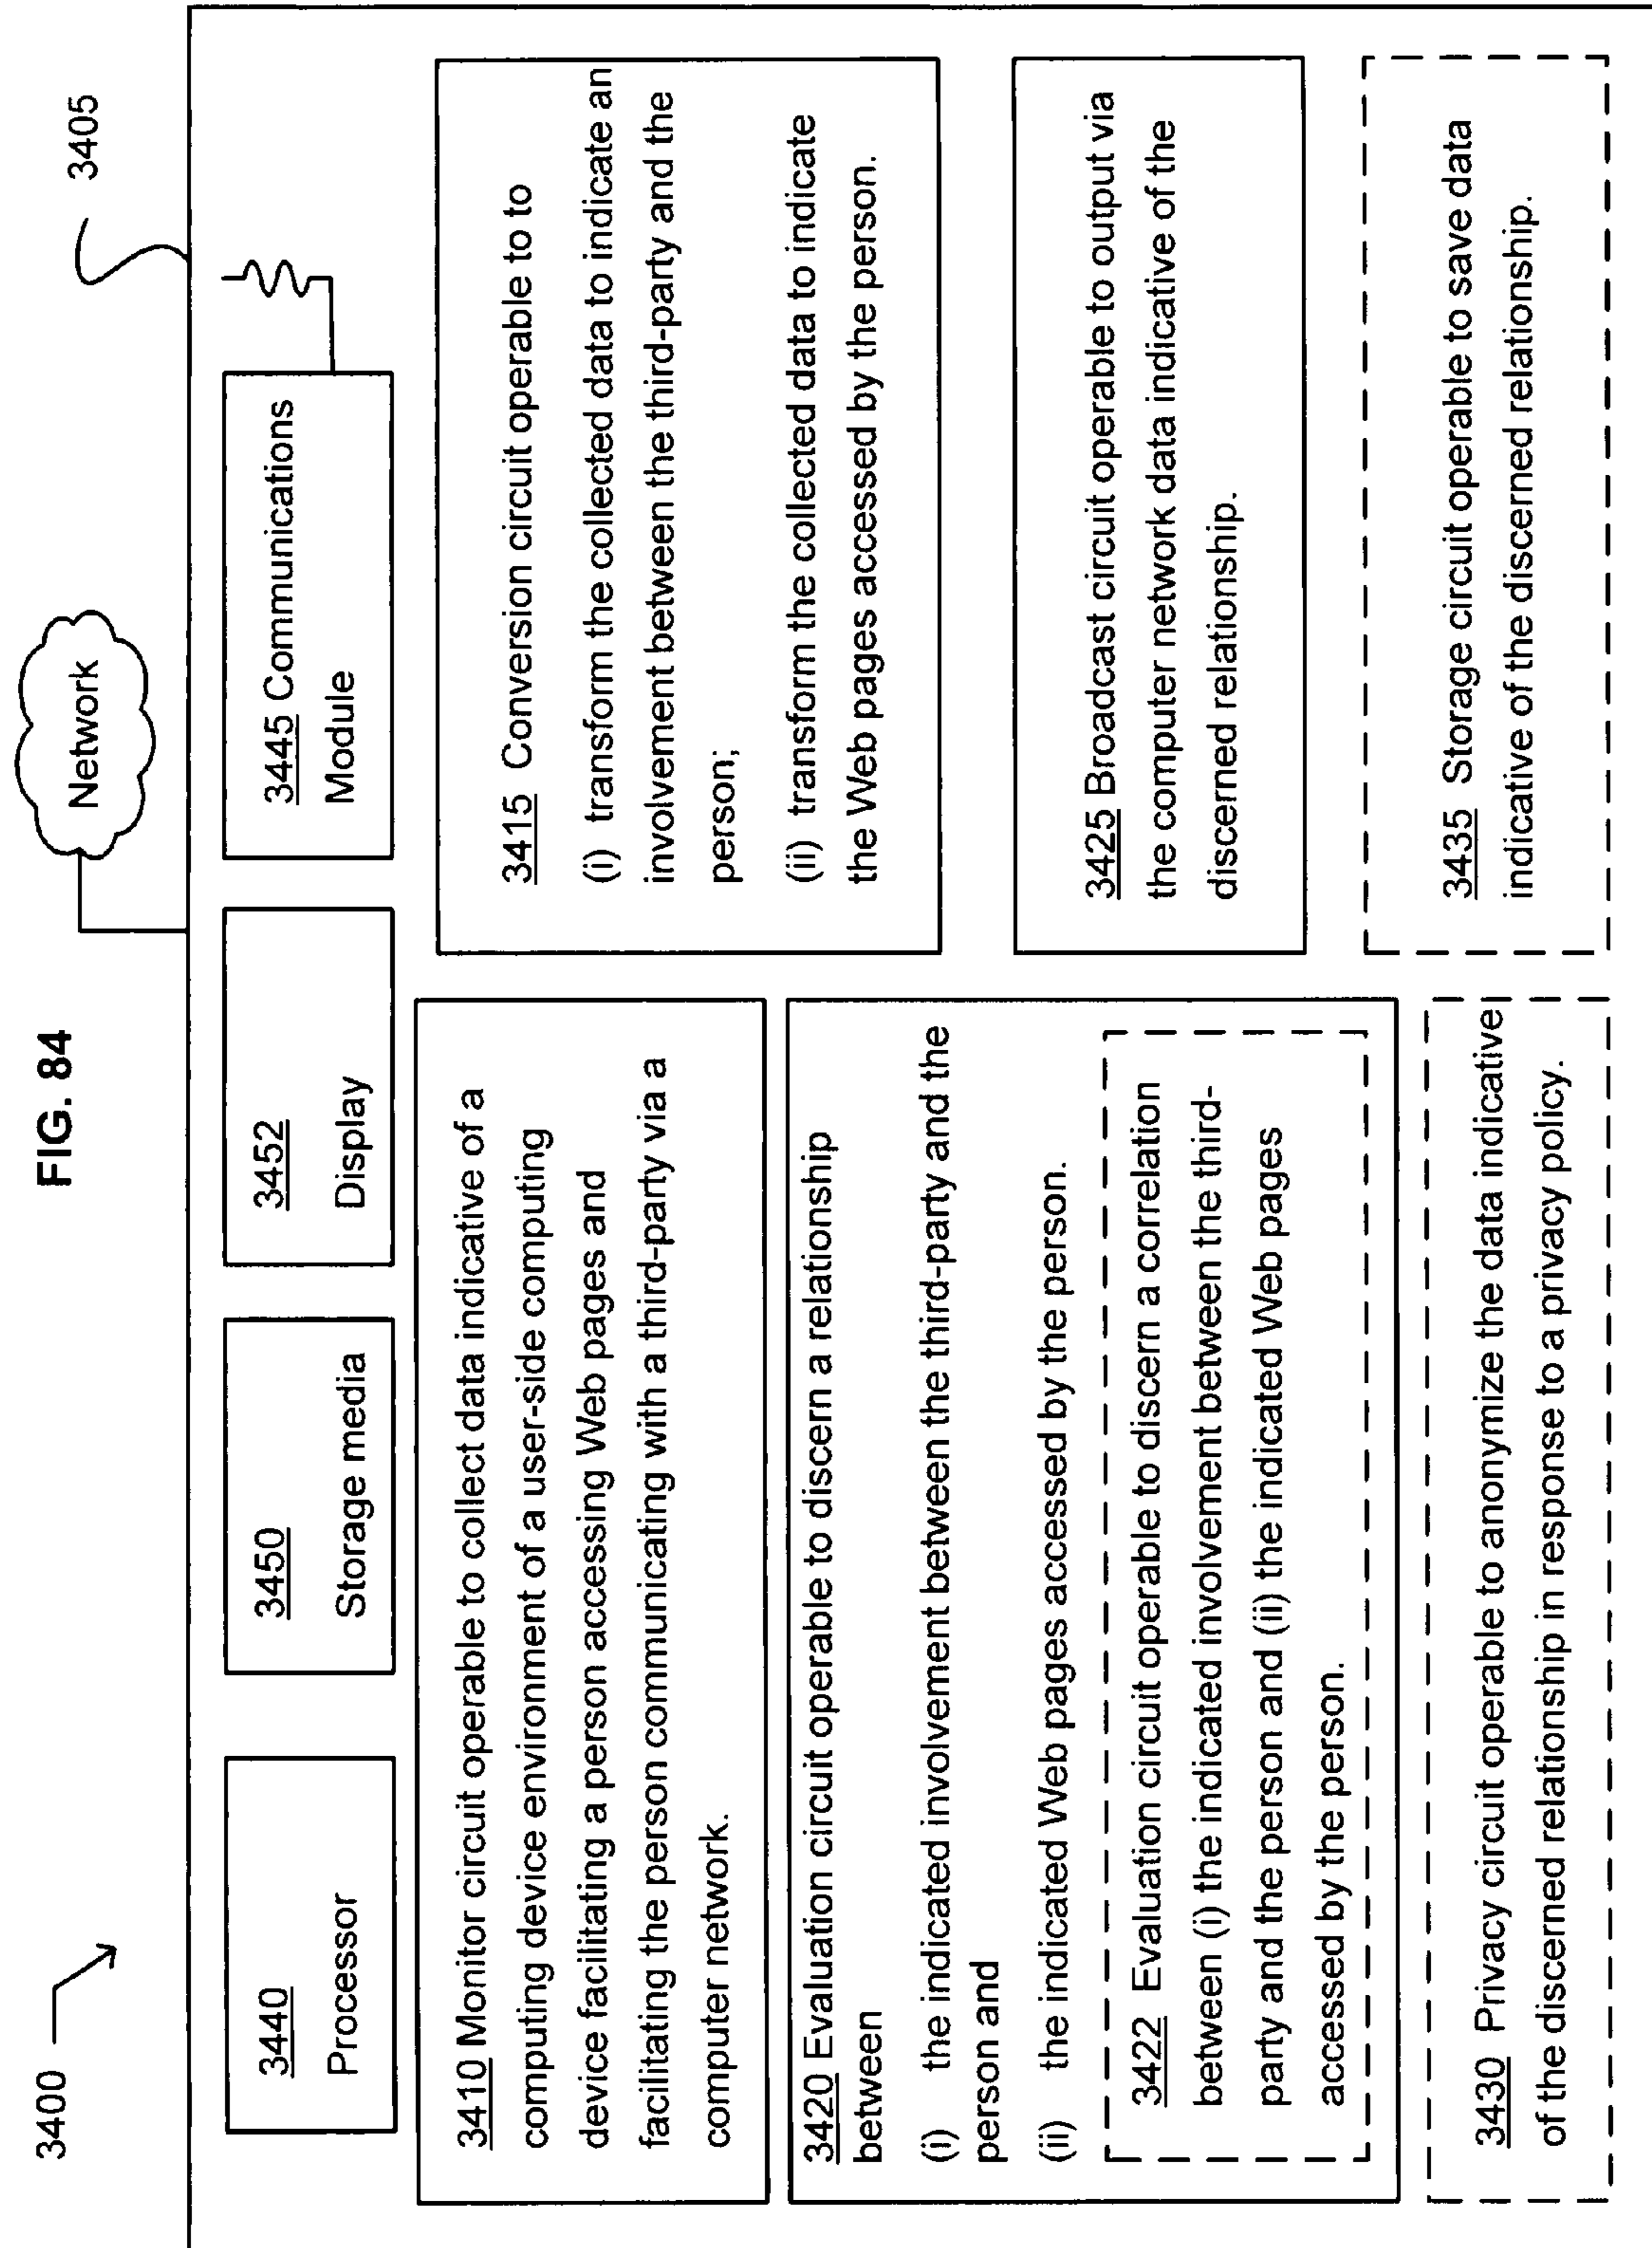 FIG. 84
3400
Network
3405
3440
Processor
3450
Storage media
3452
Display
3445 Communications
Module
3410 Monitor circuit operable to collect data indicative of a
computing device environment of a user-side computing
device facilitating a person accessing Web pages and
facilitating the person communicating with a third-party via a
computer network.
3415 Conversion circuit operable to to
(i) transform the collected data to indicate an
involvement between the third-party and the
person;
(ii) transform the collected data to indicate
the Web pages accessed by the person.
3420 Evaluation circuit operable to discern a relationship
between
(i) the indicated involvement between the third-party and the
person and
(ii) the indicated Web pages accessed by the person.
3422 Evaluation circuit operable to discern a correlation
between (i) the indicated involvement between the third-
party and the person and (ii) the indicated Web pages
accessed by the person.
3425 Broadcast circuit operable to output via
the computer network data indicative of the
discerned relationship.
3430 Privacy circuit operable to anonymize the data indicative
of the discerned relationship in response to a privacy policy.
3435 Storage circuit operable to save data
indicative of the discerned relationship.